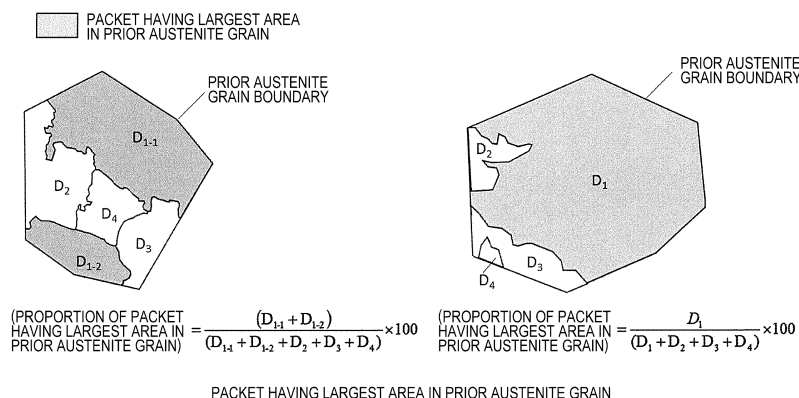 PACKET HAVING LARGEST AREA
IN PRIOR AUSTENITE GRAIN
PRIOR AUSTENITE
GRAIN BOUNDARY
D1-1
D2
D4
D3
D1-2
(PROPORTION OF PACKET
HAVING LARGEST AREA IN
PRIOR AUSTENITE GRAIN) = (D1-1 + D1-2) / (D1-1 + D1-2 + D2 + D3 + D4) ×100
PRIOR AUSTENITE
GRAIN BOUNDARY
D2
D1
D3
D4
(PROPORTION OF PACKET
HAVING LARGEST AREA IN
PRIOR AUSTENITE GRAIN) = D1 / (D1 + D2 + D3 + D4) ×100
PACKET HAVING LARGEST AREA IN PRIOR AUSTENITE GRAIN